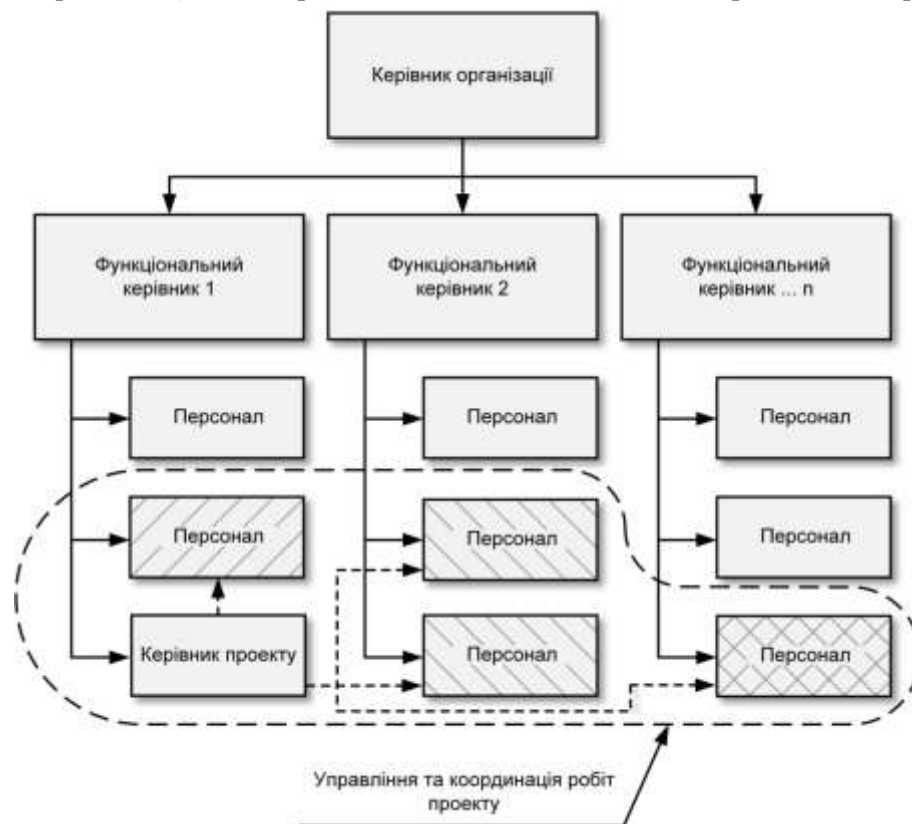 Керівник організації
Функціональний
керівник 1
Функціональний
керівник 2
Функціональний
керівник ... n
Персонал
Персонал
Персонал
Персонал
Персонал
Персонал
Керівник проекту
Персонал
Персонал
Управління та координація робіт
проекту